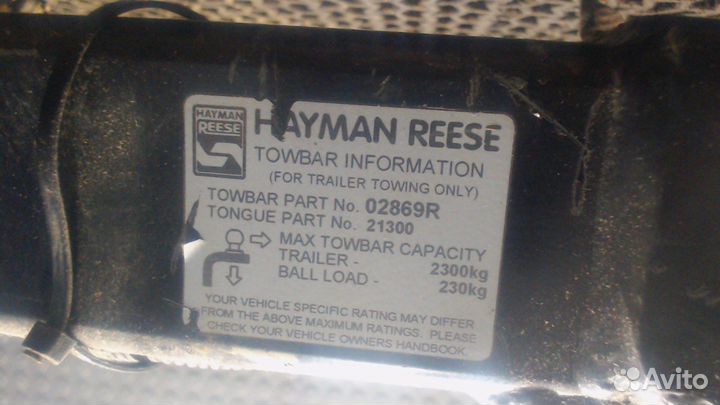 HAYMAN
REESE
HAYMAN REESE
TOWBAR INFORMATION
(FOR TRAILER TOWING ONLY)
TOWBAR PART No. 02869R
TONGUE PART No. 21300
MAX TOWBAR CAPACITY
TRAILER - 2300kg
BALL LOAD - 230kg
YOUR VEHICLE SPECIFIC RATING MAY DIFFER
FROM THE ABOVE MAXIMUM RATINGS. PLEASE
CHECK YOUR VEHICLE OWNERS HANDBOOK
Avito